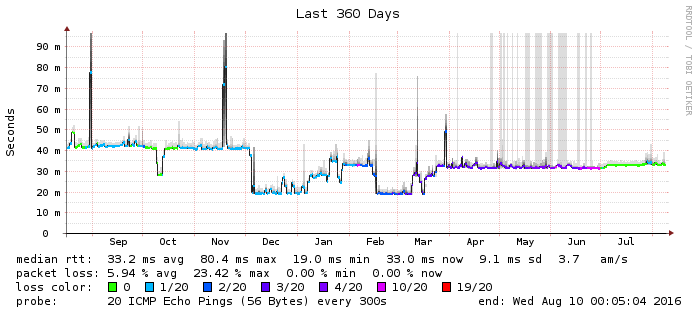 Last 360 Days
RRDTOOL / TOBI OETIKER
Seconds
90 m
80 m
70 m
60 m
50 m
40 m
30 m
20 m
10 m
0
Sep Oct Nov Dec Jan Feb Mar Apr May Jun Jul
median rtt: 33.2 ms avg 80.4 ms max 19.0 ms min 33.0 ms now 9.1 ms sd 3.7 am/s
packet loss: 5.94 % avg 23.42 % max 0.00 % min 0.00 % now
loss color: 0 1/20 2/20 3/20 4/20 10/20 19/20
probe: 20 ICMP Echo Pings (56 Bytes) every 300s end: Wed Aug 10 00:05:04 2016